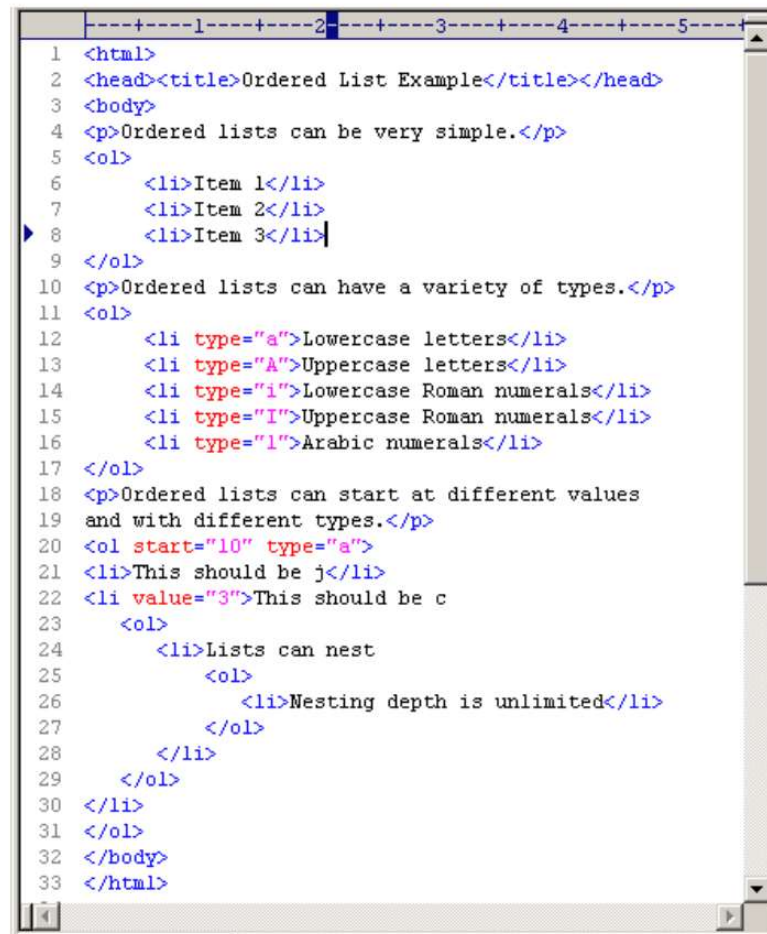 ----+----1----+----2----+----3----+----4----+----5----+
1 <html>
2 <head><title>Ordered List Example</title></head>
3 <body>
4 <p>Ordered lists can be very simple.</p>
5 <ol>
6 <li>Item 1</li>
7 <li>Item 2</li>
8 <li>Item 3</li>
9 </ol>
10 <p>Ordered lists can have a variety of types.</p>
11 <ol>
12 <li type="a">Lowercase letters</li>
13 <li type="A">Uppercase letters</li>
14 <li type="i">Lowercase Roman numerals</li>
15 <li type="I">Uppercase Roman numerals</li>
16 <li type="1">Arabic numerals</li>
17 </ol>
18 <p>Ordered lists can start at different values
19 and with different types.</p>
20 <ol start="10" type="a">
21 <li>This should be j</li>
22 <li value="3">This should be c
23 <ol>
24 <li>Lists can nest
25 <ol>
26 <li>Nesting depth is unlimited</li>
27 </ol>
28 </li>
29 </ol>
30 </li>
31 </ol>
32 </body>
33 </html>